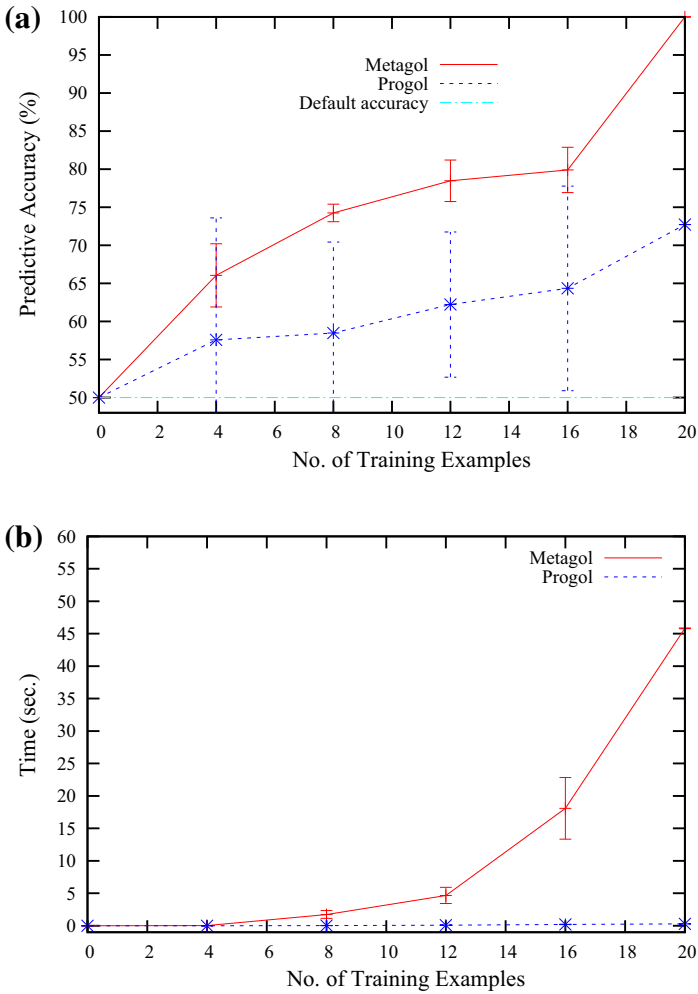 (a)
100
95
90
85
80
75
70
65
60
55
50
Predictive Accuracy (%)
Metagol
Progol
Default accuracy
0 2 4 6 8 10 12 14 16 18 20
No. of Training Examples
(b)
60
55
50
45
40
35
30
25
20
15
10
5
0
Time (sec.)
Metagol
Progol
0 2 4 6 8 10 12 14 16 18 20
No. of Training Examples